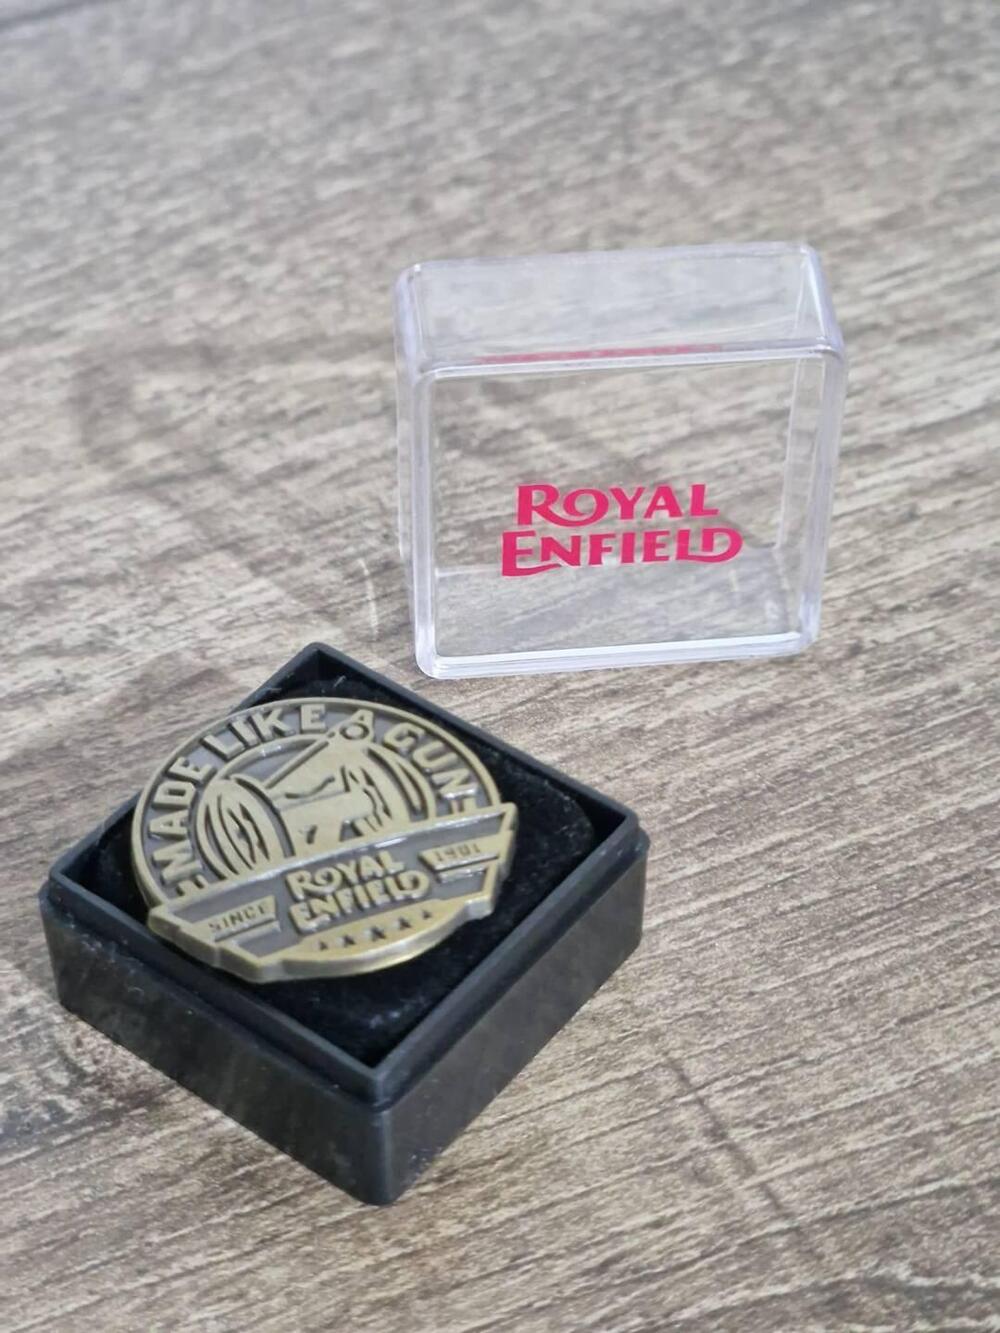 ROYAL
ENFIELD
MADE LIKE A GUN
ROYAL
ENFIELD
SINCE
1901